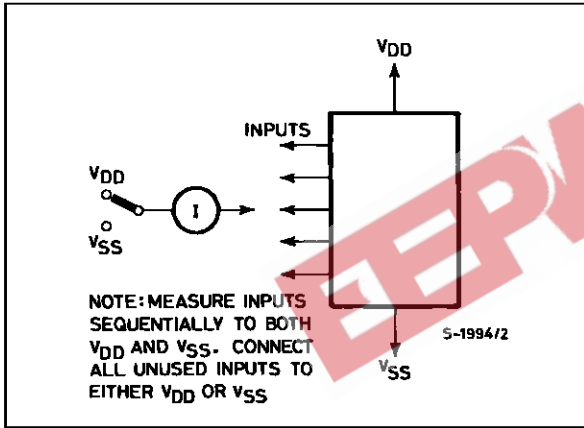 VDD
INPUTS
VDD
I
VSS
NOTE: MEASURE INPUTS
SEQUENTIALLY TO BOTH
VDD AND VSS. CONNECT
ALL UNUSED INPUTS TO
EITHER VDD OR VSS
S-1994/2
VSS
EEPW